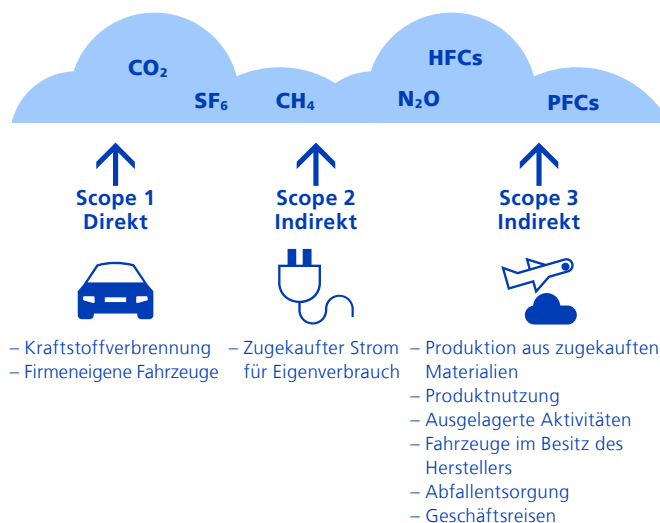 CO₂
HFCs
SF₆
CH₄
N₂O
PFCs
Scope 1
Direkt
Scope 2
Indirekt
Scope 3
Indirekt
– Kraftstoffverbrennung
– Firmeneigene Fahrzeuge
– Zugekaufter Strom
für Eigenverbrauch
– Produktion aus zugekauften
Materialien
– Produktnutzung
– Ausgelagerte Aktivitäten
– Fahrzeuge im Besitz des
Herstellers
– Abfallentsorgung
– Geschäftsreisen